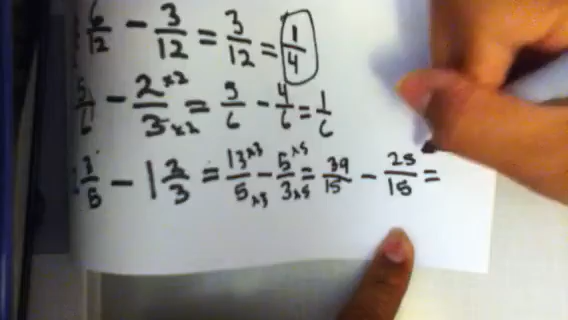 6/12 - 3/12 = 3/12 = 1/4
5/6 - 2/3 ×2 ×2 = 5/6 - 4/6 = 1/6
2 3/5 - 1 2/3 = 13/5 ×3 ×3 - 5/3 ×5 ×5 = 39/15 - 25/15 =